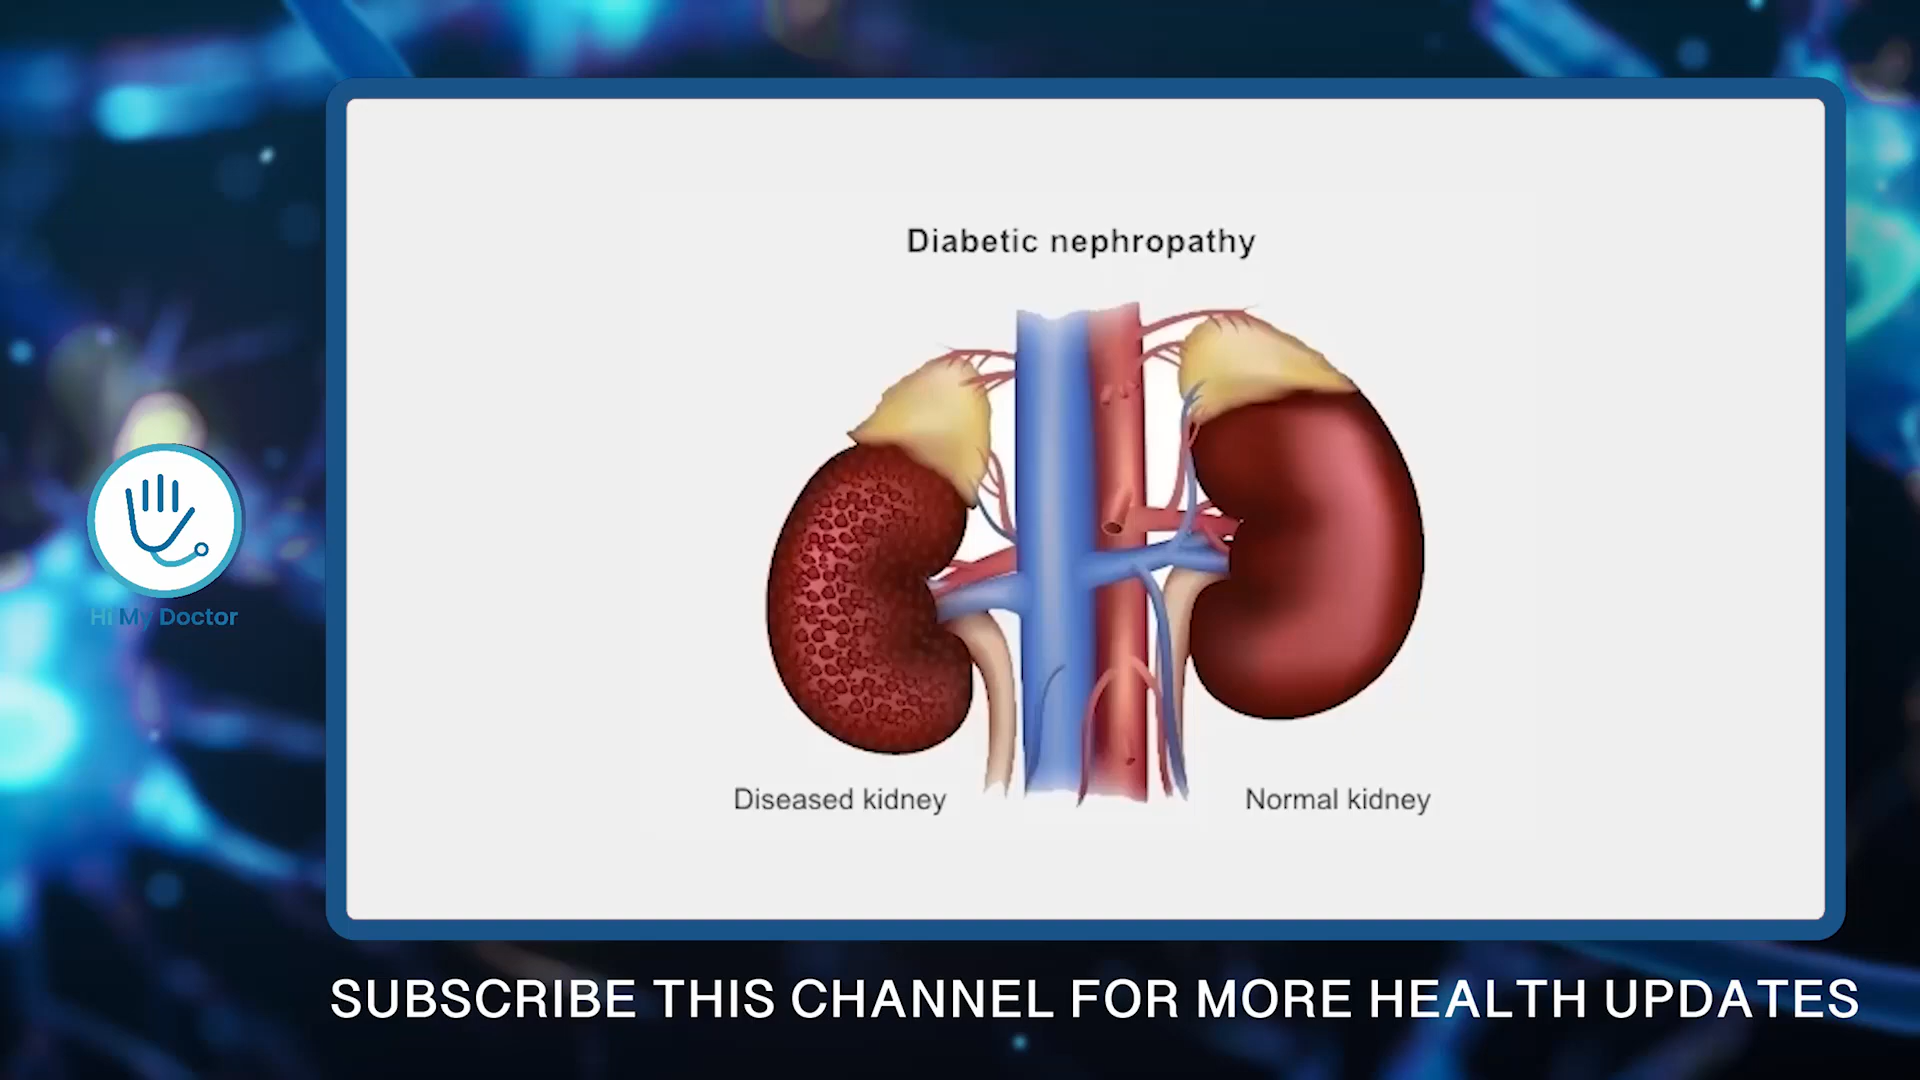 Diabetic nephropathy
Diseased kidney
Normal kidney
Hi My Doctor
SUBSCRIBE THIS CHANNEL FOR MORE HEALTH UPDATES